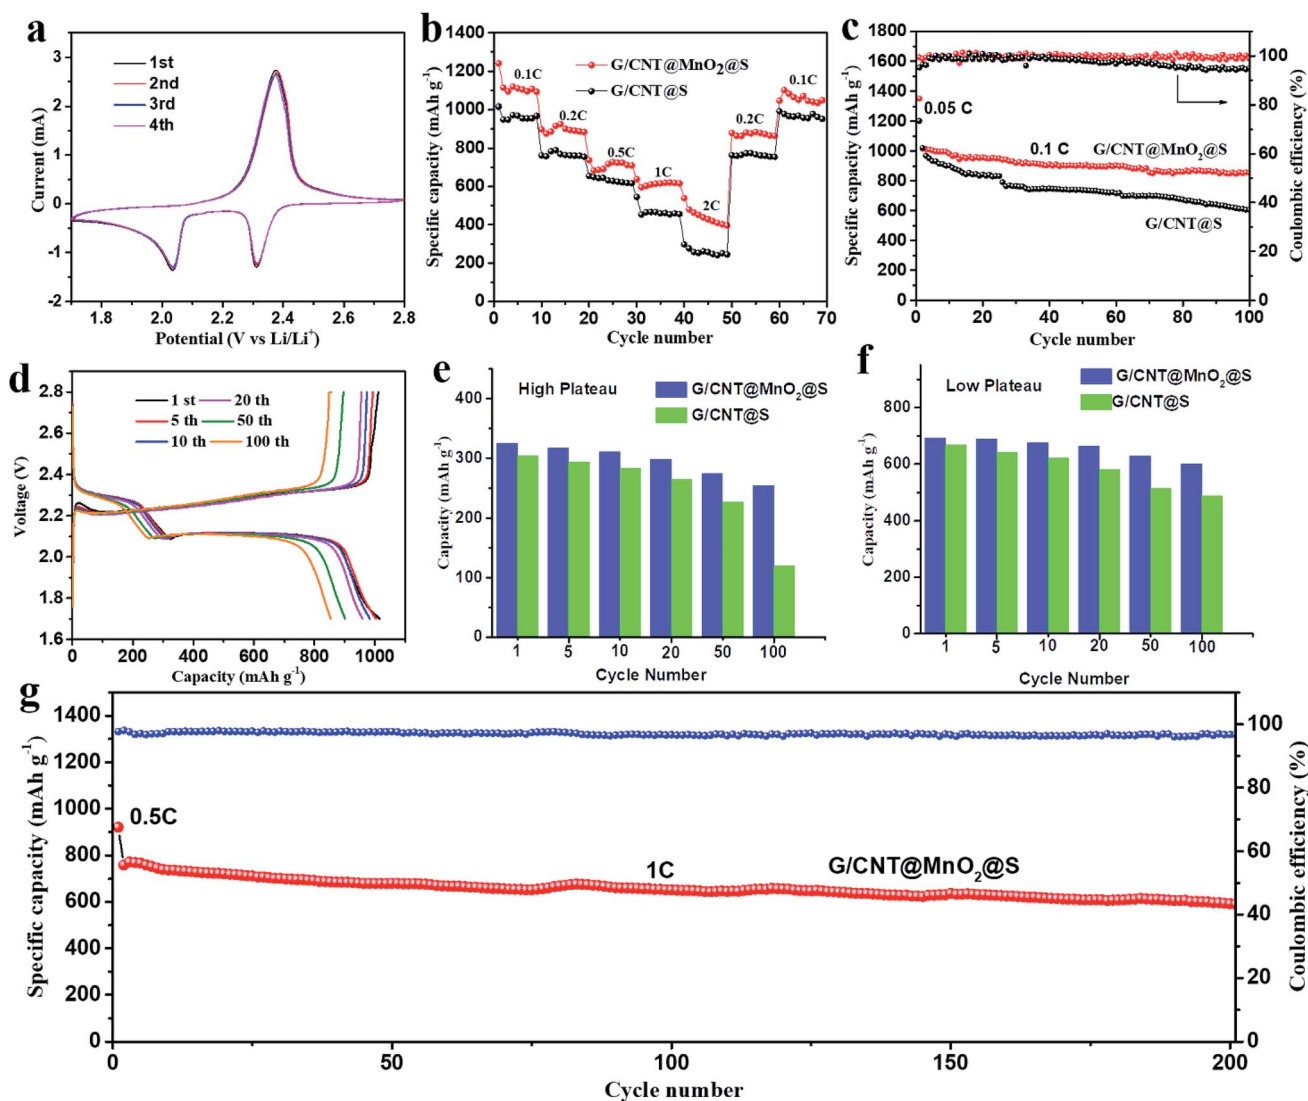 a
1st
2nd
3rd
4th
Current (mA)
3
2
1
0
-1
-2
1.8 2.0 2.2 2.4 2.6 2.8
Potential (V vs Li/Li⁺)
b
G/CNT@MnO₂@S
G/CNT@S
0.1C
0.2C
0.5C
1C
2C
0.2C
0.1C
Specific capacity (mAh g⁻¹)
1400
1200
1000
800
600
400
200
0
0 10 20 30 40 50 60 70
Cycle number
c
0.05 C
0.1 C
G/CNT@MnO₂@S
G/CNT@S
Specific capacity (mAh g⁻¹)
1800
1600
1400
1200
1000
800
600
400
200
0
0 20 40 60 80 100
Cycle number
100
80
60
40
20
0
Coulombic efficiency (%)
d
1 st 20 th
5 th 50 th
10 th 100 th
Voltage (V)
2.8
2.4
2.0
1.6
0 200 400 600 800 1000
Capacity (mAh g⁻¹)
e
High Plateau
G/CNT@MnO₂@S
G/CNT@S
Capacity (mAh g⁻¹)
400
300
200
100
0
1 5 10 20 50 100
Cycle Number
f
Low Plateau
G/CNT@MnO₂@S
G/CNT@S
Capacity (mAh g⁻¹)
800
600
400
200
0
1 5 10 20 50 100
Cycle Number
g
0.5C
1C
G/CNT@MnO₂@S
Specific capacity (mAh g⁻¹)
1400
1200
1000
800
600
400
200
0
0 50 100 150 200
Cycle number
100
80
60
40
20
0
Coulombic efficiency (%)